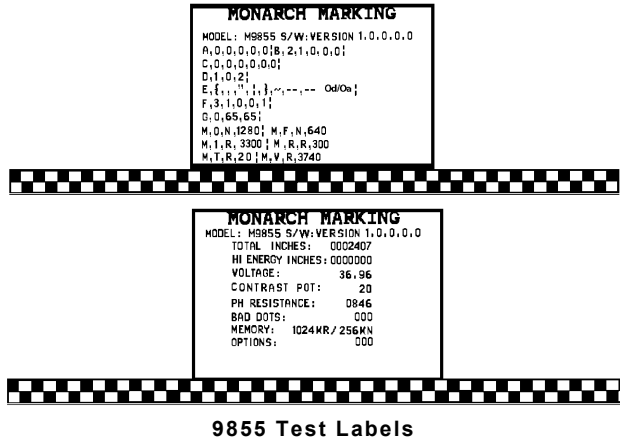 MONARCH MARKING
MODEL: M9855 S/W:VERSION 1.0.0.0.0
A,0,0,0,0,0¦B,2,1,0,0,0¦
C,0,0,0,0,0,0¦
D,1,0,2¦
E,{,,,",¦,},~,--,-- Od/Oa¦
F,3,1,0,0,1¦
G,0,65,65¦
M,0,N,1280¦ M,F,N,640
M,1,R, 3300¦ M ,R,R,300
M,T,R,20¦M,V,R,3740
MONARCH MARKING
MODEL: M9855 S/W:VERSION 1.0.0.0.0
TOTAL INCHES: 0002407
HI ENERGY INCHES:0000000
VOLTAGE: 36.96
CONTRAST POT: 20
PH RESISTANCE: 0846
BAD DOTS: 000
MEMORY: 1024KR/256KN
OPTIONS: 000
9855 Test Labels